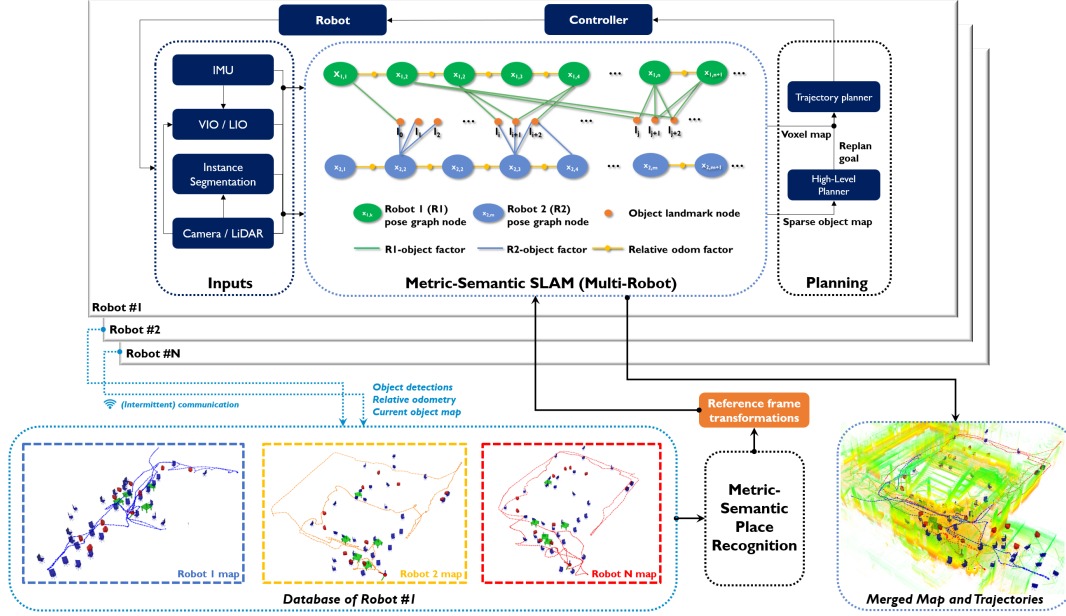 Robot
Controller
IMU
VIO / LIO
Instance
Segmentation
Camera / LiDAR
Inputs
X1,1
x1,2
x1,2
x1,3
x1,4
...
x1,n
x1,n+1
...
l0
l1
l2
li
li+1
li+2
...
lj
lj+1
lj+2
...
x2,1
x2,2
x2,2
x2,3
x2,4
...
x2,m
x2,m+1
...
x1,k
Robot 1 (R1)
pose graph node
x2,m
Robot 2 (R2)
pose graph node
Object landmark node
R1-object factor
R2-object factor
Relative odom factor
Metric-Semantic SLAM (Multi-Robot)
Trajectory planner
Voxel map
Replan
goal
High-Level
Planner
Sparse object map
Planning
Robot #1
Robot #2
Robot #N
(Intermittent) communication
Object detections
Relative odometry
Current object map
Reference frame
transformations
Robot 1 map
Robot 2 map
Robot N map
Database of Robot #1
Metric-
Semantic
Place
Recognition
Merged Map and Trajectories